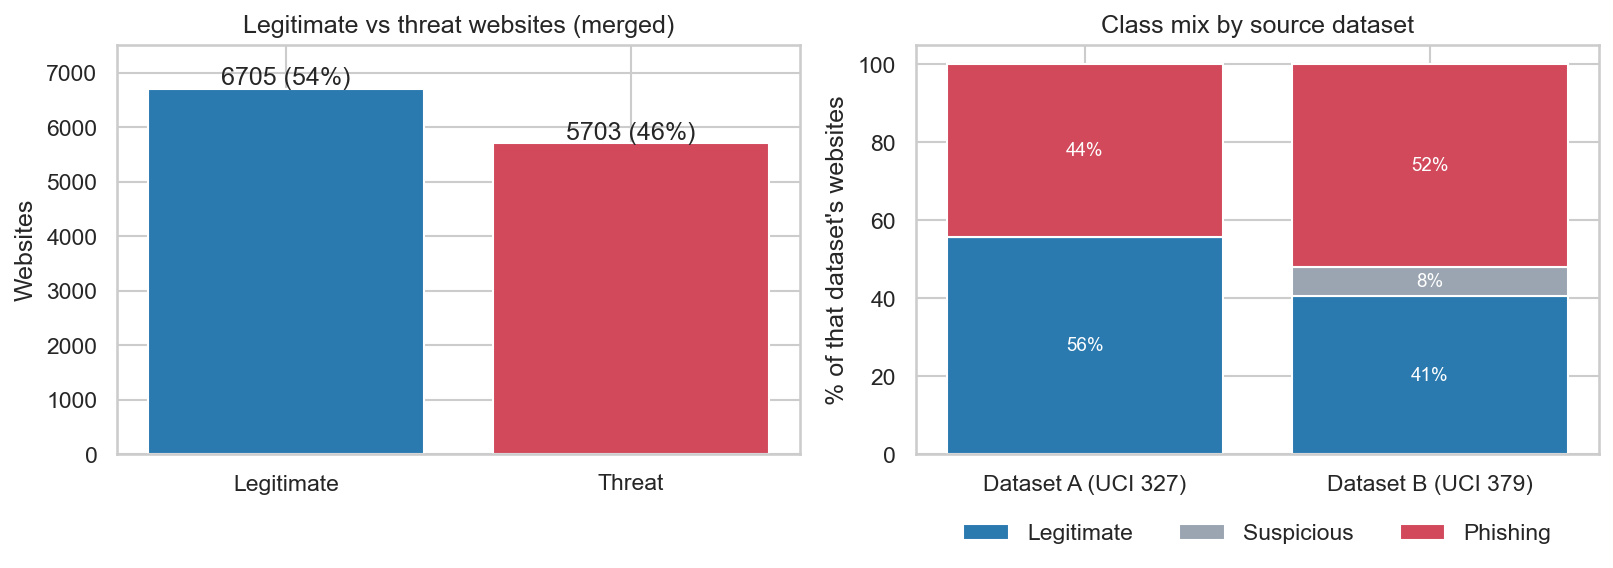 Legitimate vs threat websites (merged)
Websites
7000
6000
5000
4000
3000
2000
1000
0
6705 (54%)
5703 (46%)
Legitimate
Threat
Class mix by source dataset
% of that dataset's websites
100
80
60
40
20
0
44%
56%
52%
8%
41%
Dataset A (UCI 327)
Dataset B (UCI 379)
Legitimate
Suspicious
Phishing